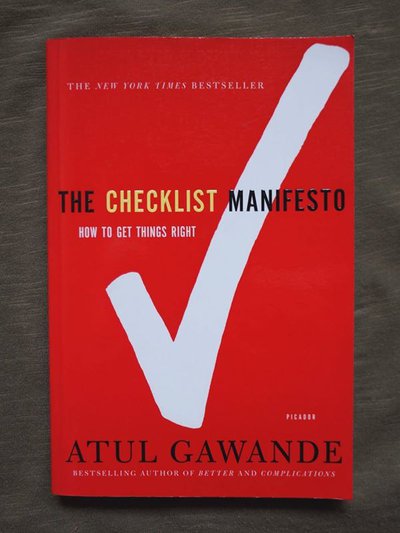 THE NEW YORK TIMES BESTSELLER
THE CHECKLIST MANIFESTO
HOW TO GET THINGS RIGHT
PICADOR
ATUL GAWANDE
BESTSELLING AUTHOR OF BETTER AND COMPLICATIONS